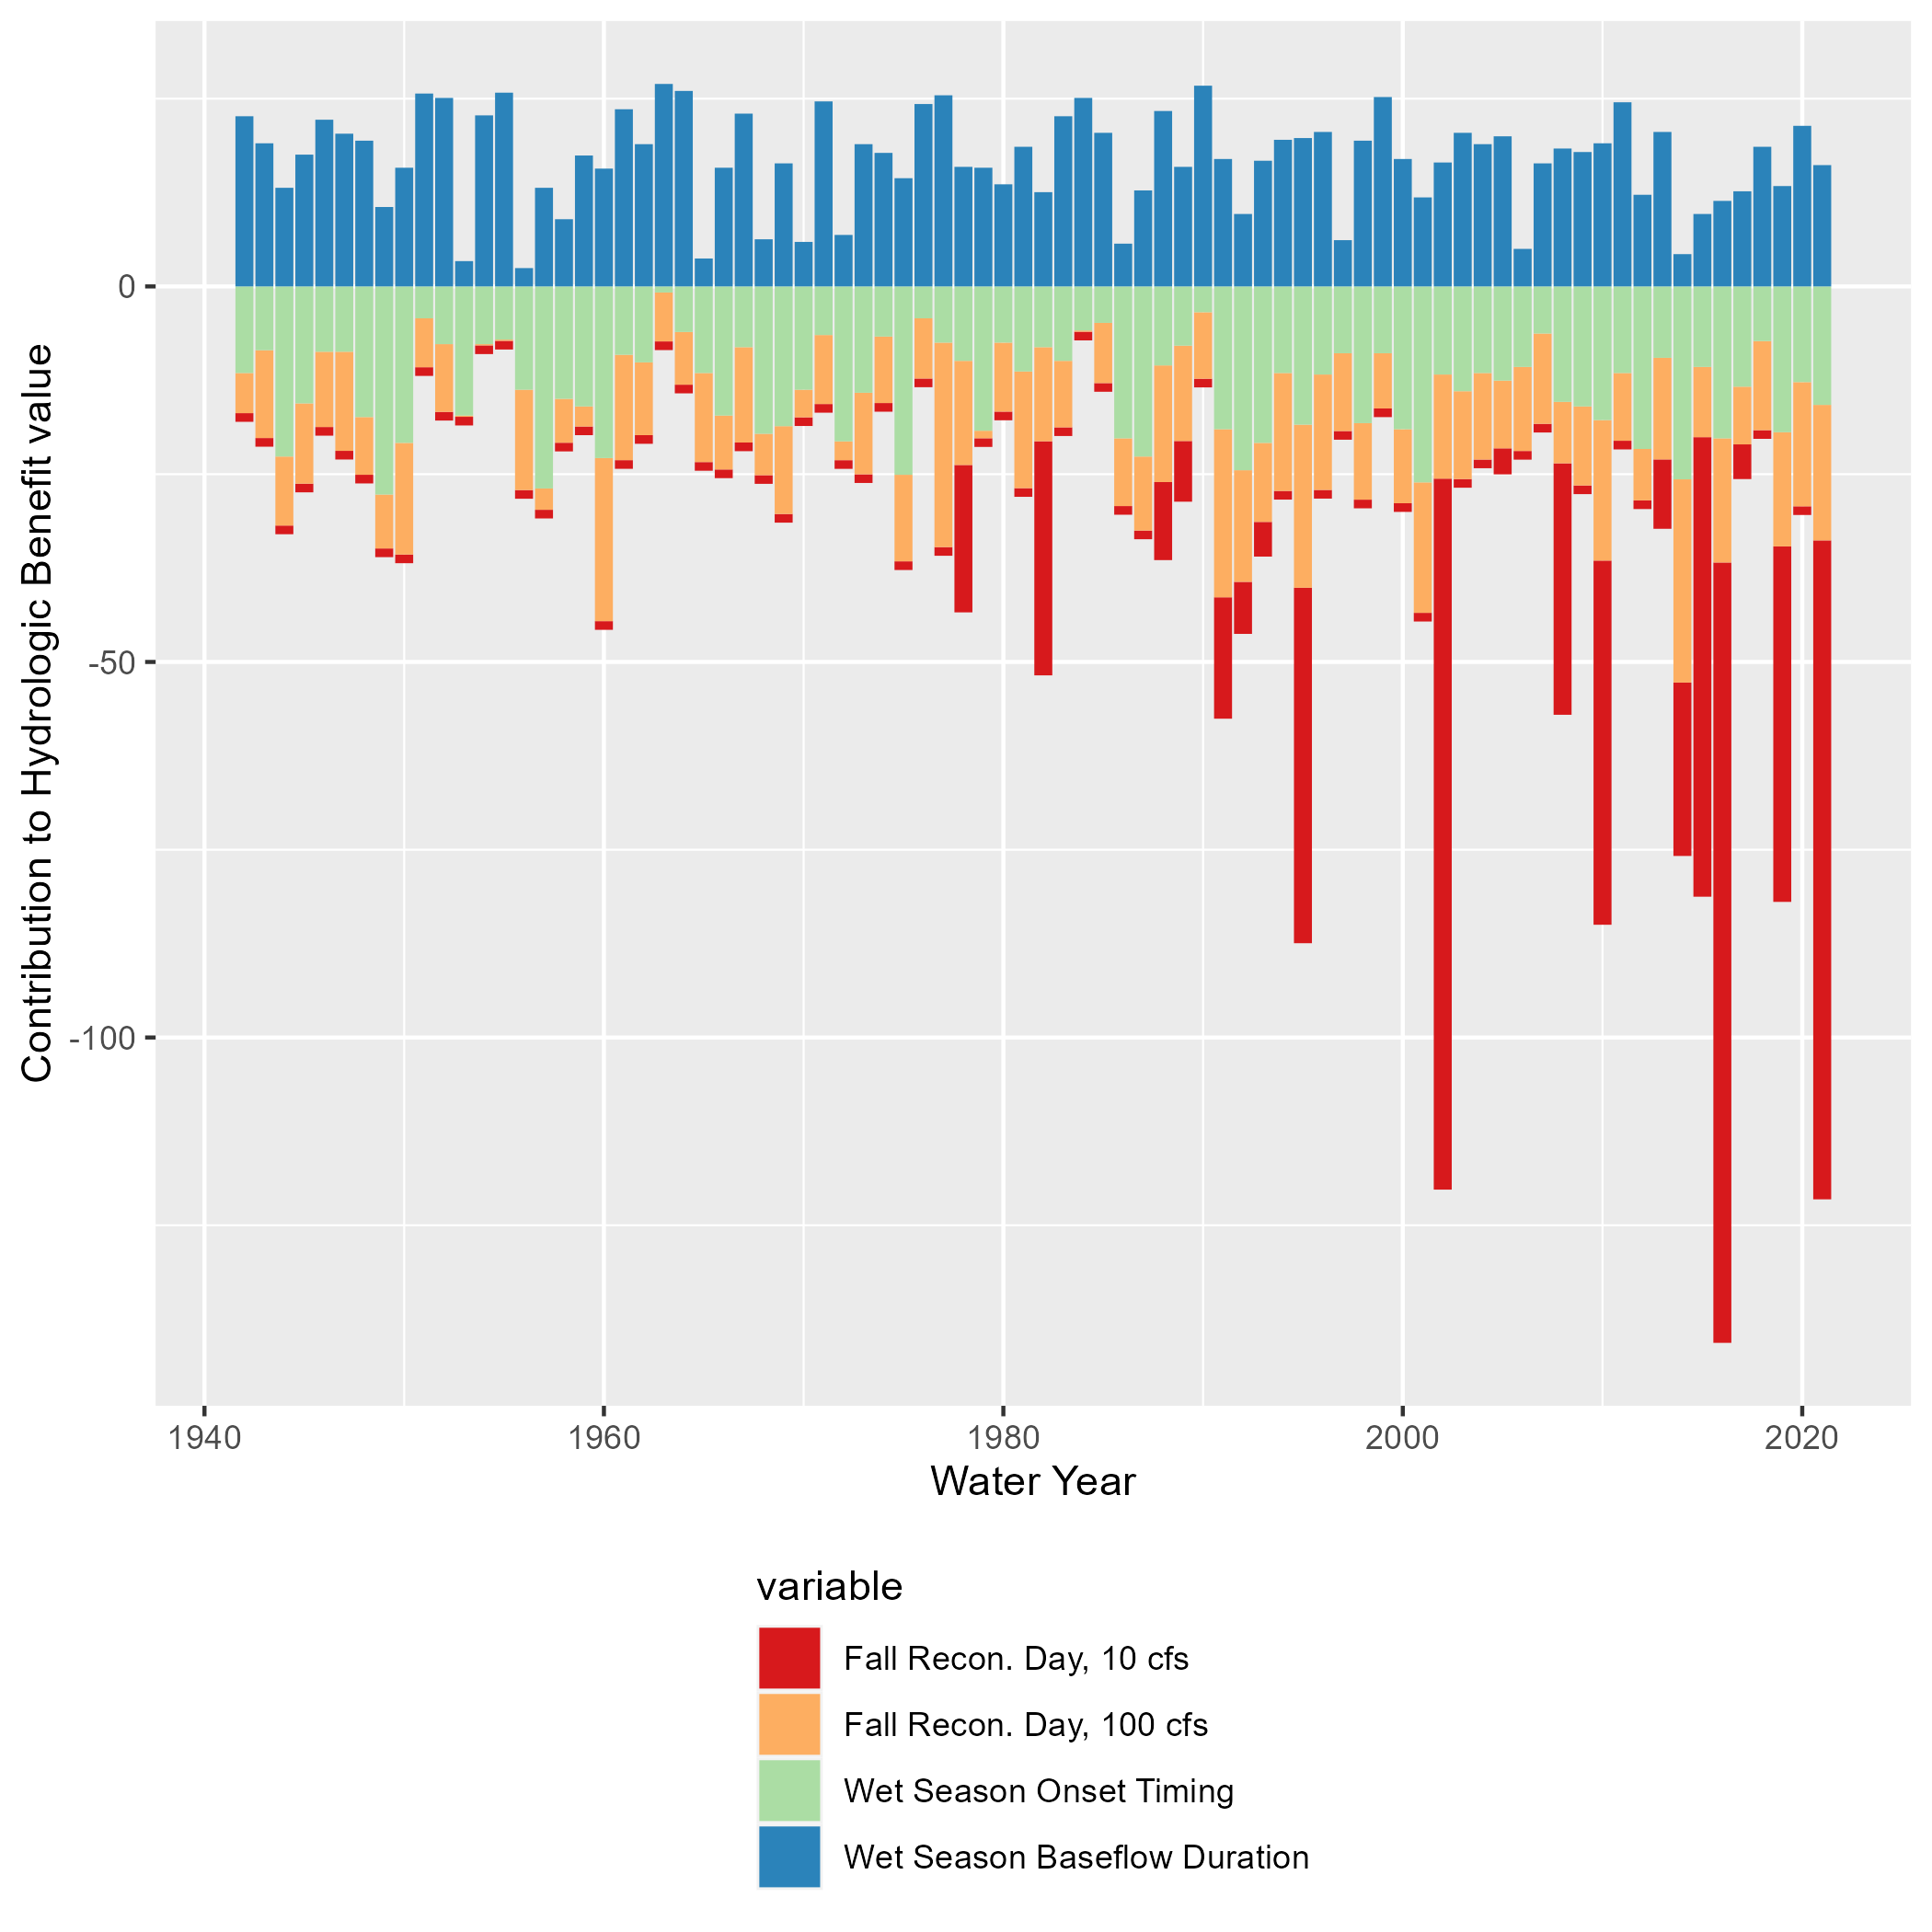 Contribution to Hydrologic Benefit value
0
-50
-100
1940 1960 1980 2000 2020
Water Year
variable
Fall Recon. Day, 10 cfs
Fall Recon. Day, 100 cfs
Wet Season Onset Timing
Wet Season Baseflow Duration